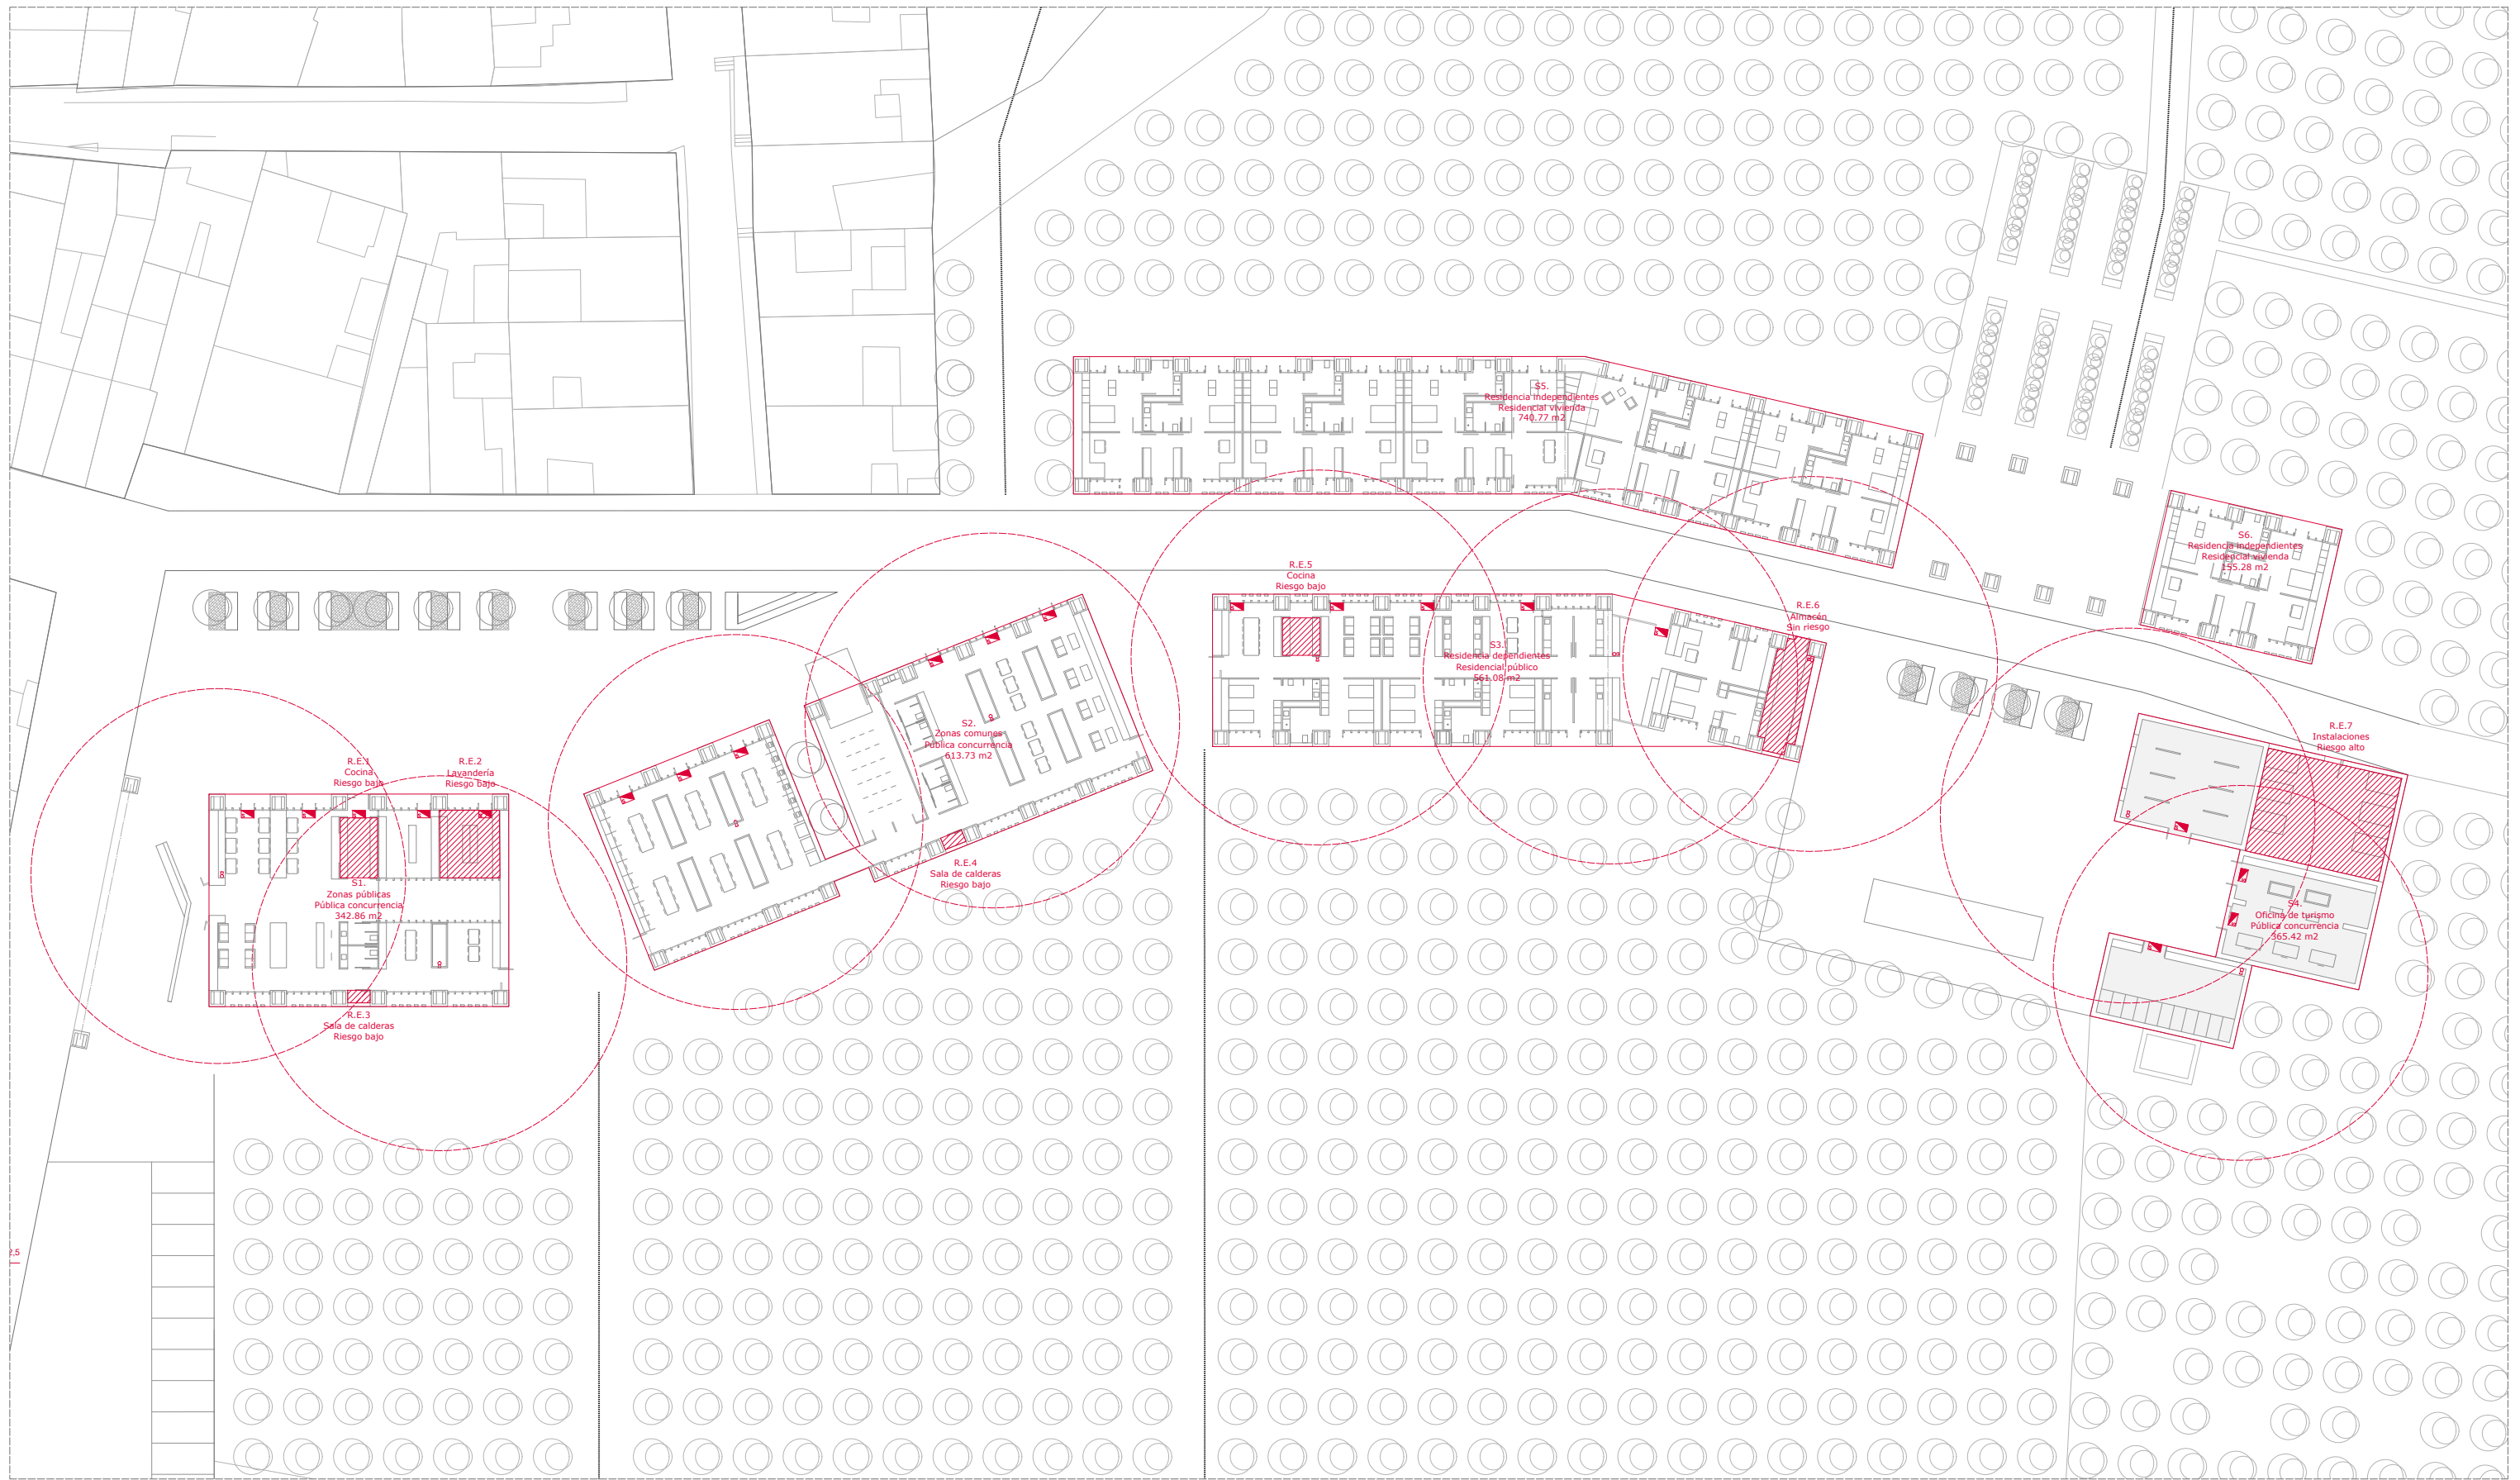 S5.
Residencia independientes
Residencial vivienda
740.77 m2
S6.
Residencia independientes
Residencial vivienda
155.28 m2
R.E.5
Cocina
Riesgo bajo
R.E.6
Almacén
Sin riesgo
S3.
Residencia dependientes
Residencial público
561.08 m2
S2.
Zonas comunes
Pública concurrencia
613.73 m2
R.E.7
Instalaciones
Riesgo alto
R.E.1
Cocina
Riesgo bajo
R.E.2
Lavandería
Riesgo bajo
R.E.4
Sala de calderas
Riesgo bajo
S1.
Zonas públicas
Pública concurrencia
342.86 m2
S4.
Oficina de turismo
Pública concurrencia
365.42 m2
R.E.3
Sala de calderas
Riesgo bajo
2,5